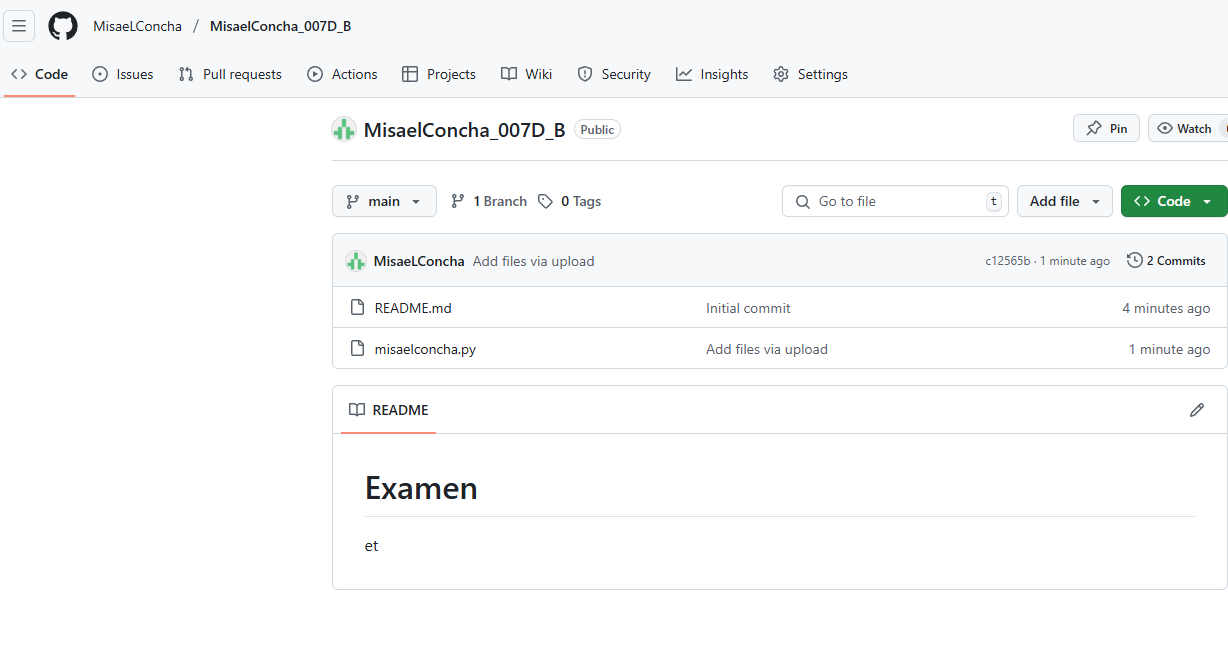 MisaeLConcha / MisaelConcha_007D_B
Code Issues Pull requests Actions Projects Wiki Security Insights Settings
MisaelConcha_007D_B Public Pin Watch
main 1 Branch 0 Tags Go to file t Add file Code
MisaeLConcha Add files via upload c12565b · 1 minute ago 2 Commits
README.md Initial commit 4 minutes ago
misaelconcha.py Add files via upload 1 minute ago
README
Examen
et